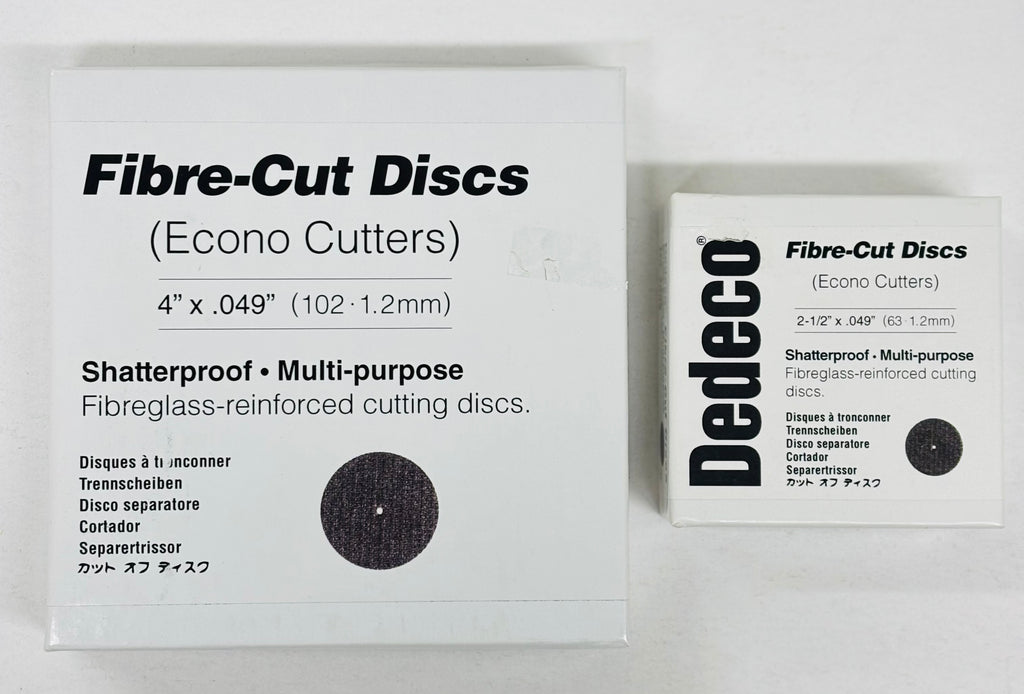 Fibre-Cut Discs
(Econo Cutters)
4” x .049” (102 · 1.2mm)
Shatterproof • Multi-purpose
Fibreglass-reinforced cutting discs.
Disques à tronconner
Trennscheiben
Disco separatore
Cortador
Separertrissor
カット オフ ディスク
Dedeco®
Fibre-Cut Discs
(Econo Cutters)
2-1/2” x .049” (63 · 1.2mm)
Shatterproof • Multi-purpose
Fibreglass-reinforced cutting
discs.
Disques à tronconner
Trennscheiben
Disco separatore
Cortador
Separertrissor
カット オフ ディスク